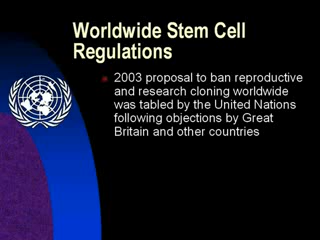 Worldwide Stem Cell
Regulations
2003 proposal to ban reproductive
and research cloning worldwide
was tabled by the United Nations
following objections by Great
Britain and other countries